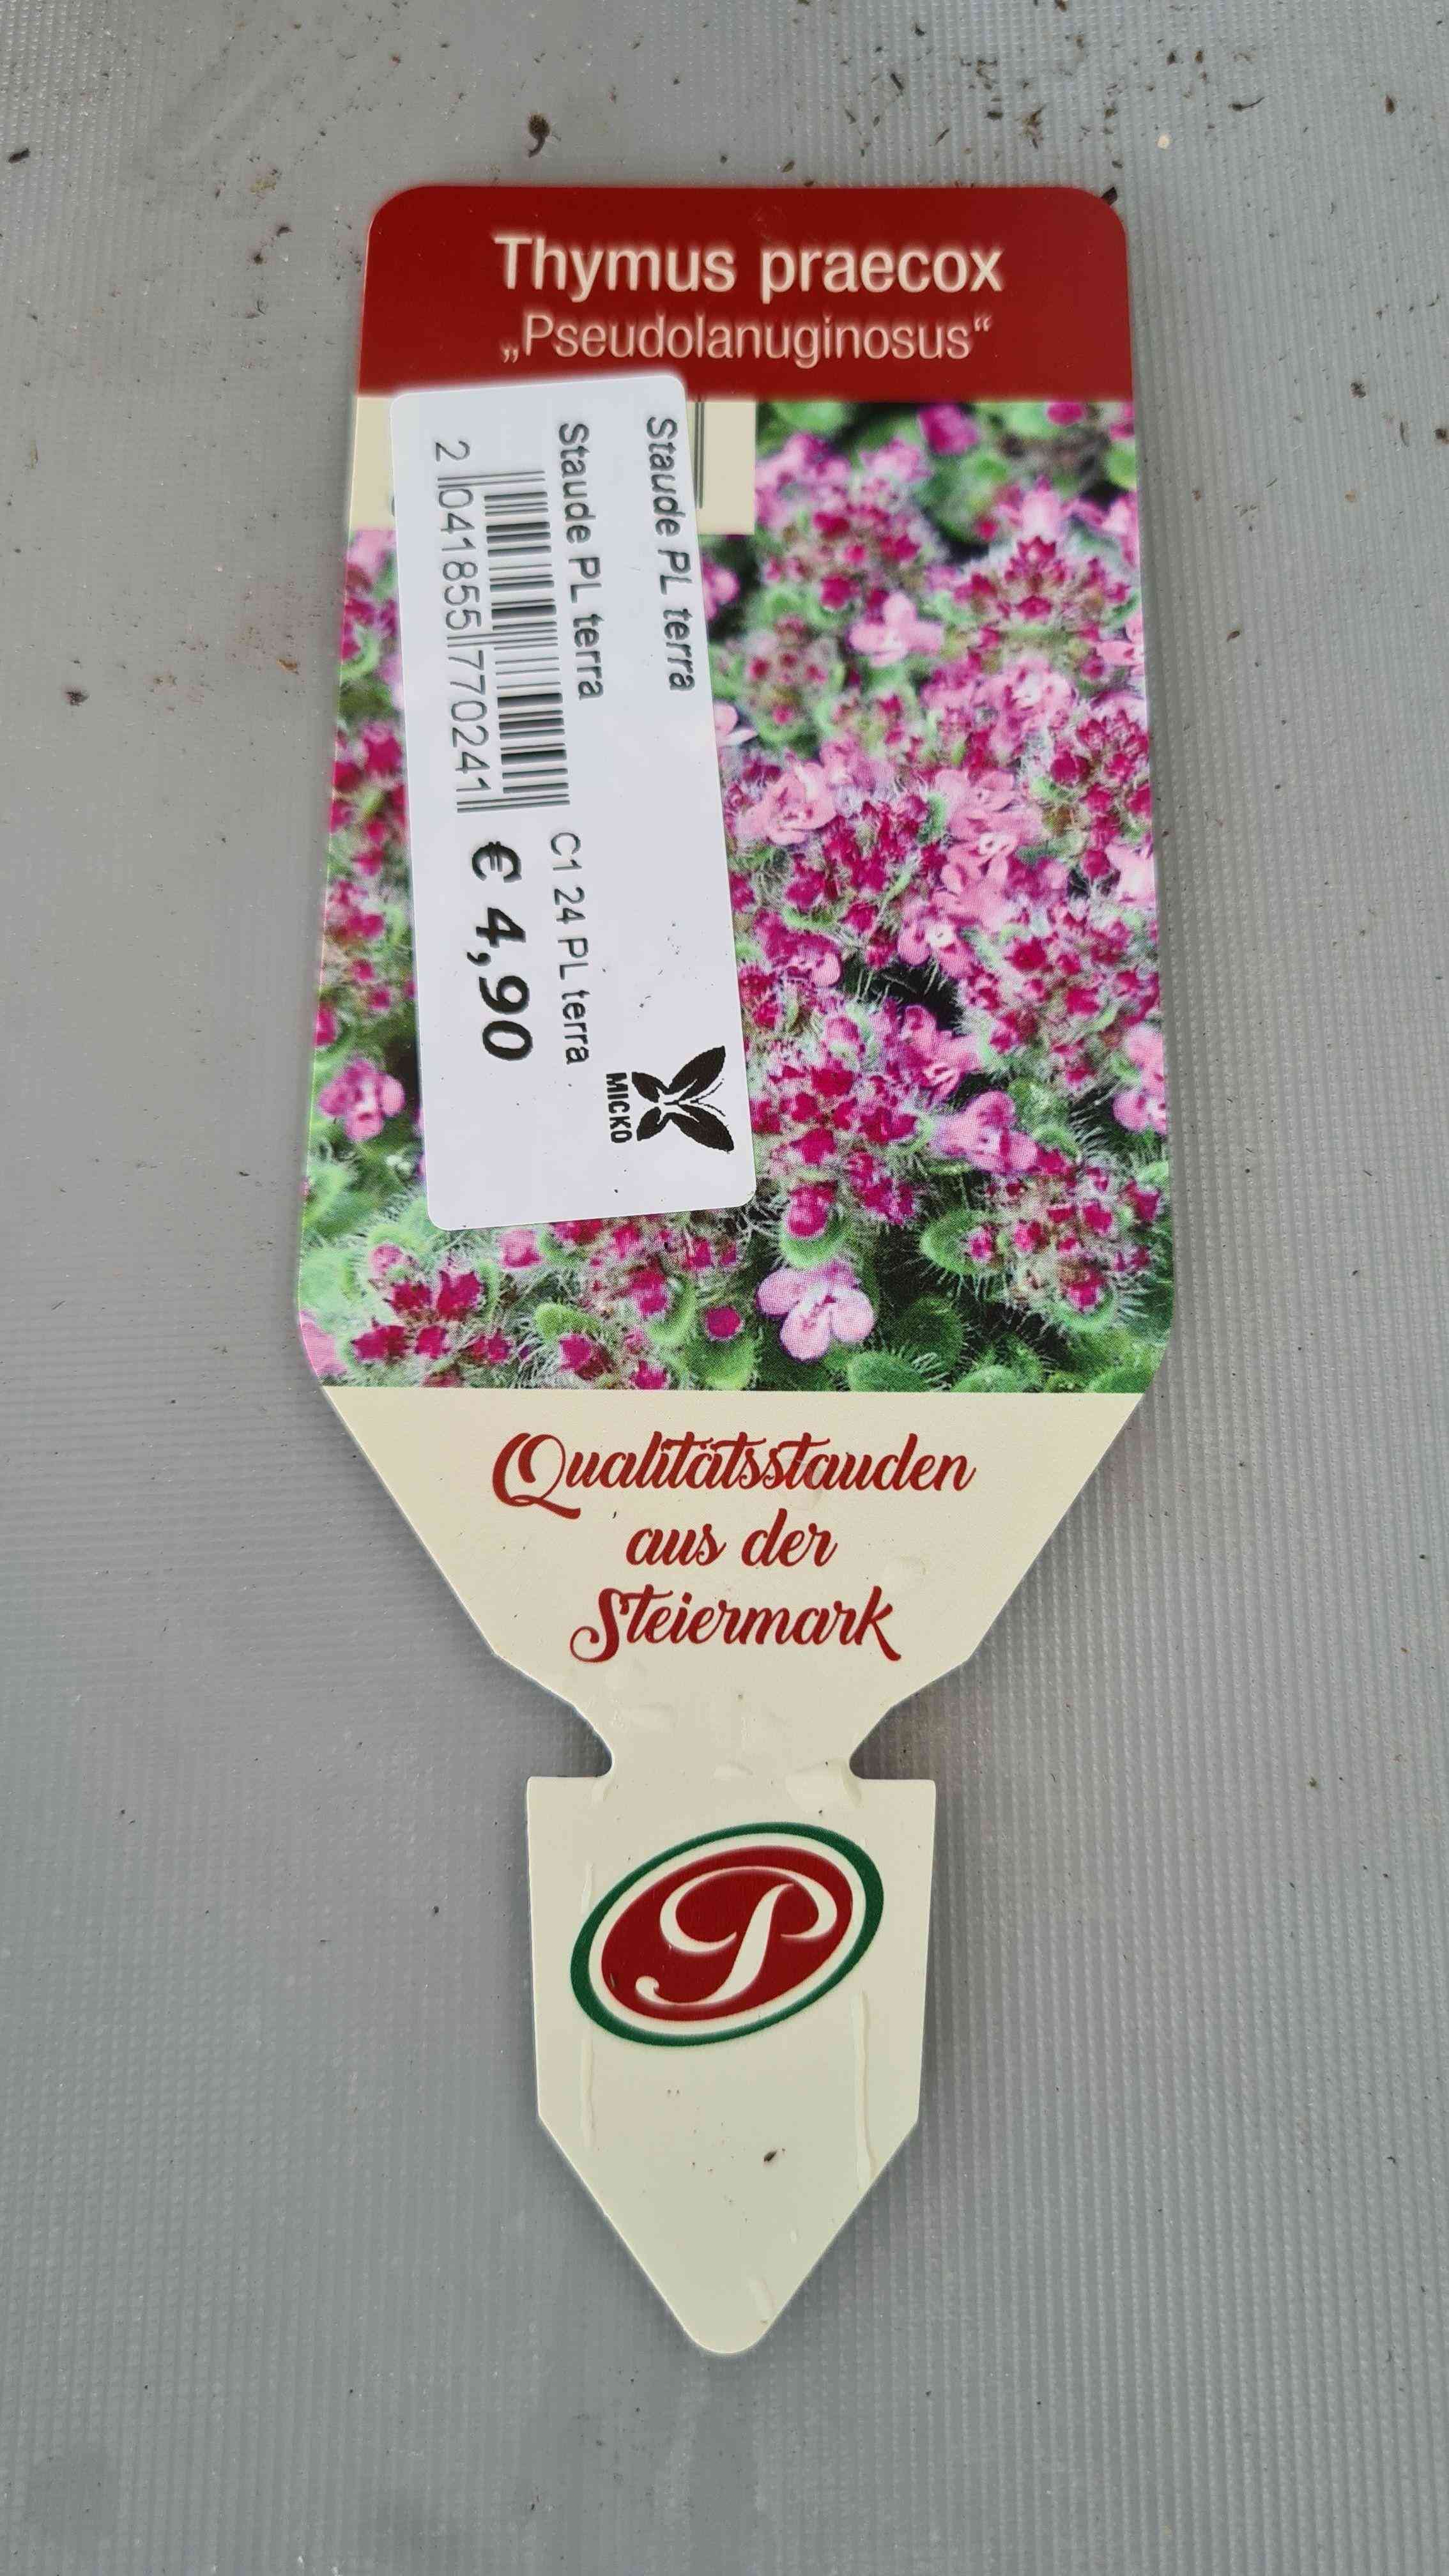 Thymus praecox
„Pseudolanuginosus“
Staude PL terra
Staude PL terra
C1 24 PL terra
2 041855 770241
€ 4,90
MICKO
Qualitätsstauden
aus der
Steiermark
P